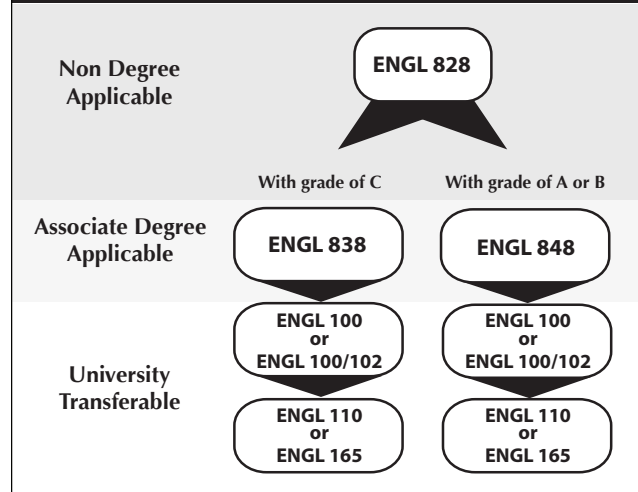 Non Degree
Applicable
ENGL 828
With grade of C
With grade of A or B
Associate Degree
Applicable
ENGL 838
ENGL 848
University
Transferable
ENGL 100
or
ENGL 100/102
ENGL 100
or
ENGL 100/102
ENGL 110
or
ENGL 165
ENGL 110
or
ENGL 165